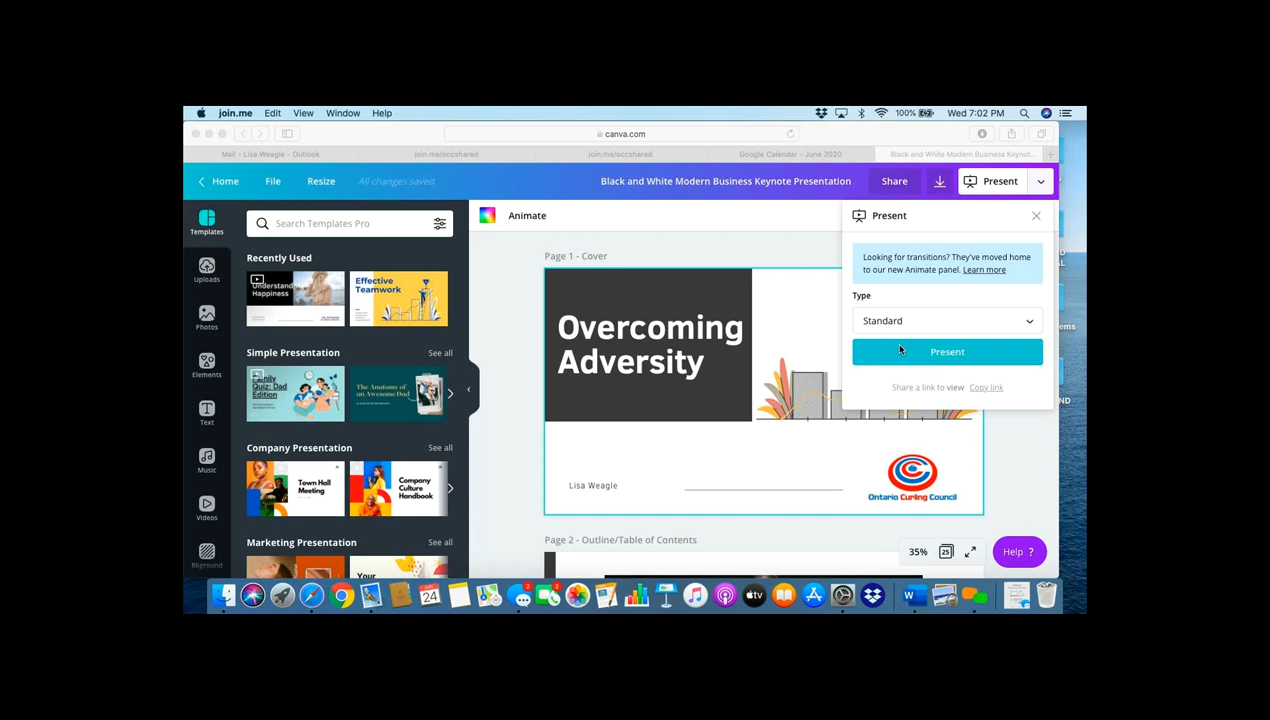 join.me Edit View Window Help 100% Wed 7:02 PM
canva.com
Mail - Lisa Weagle - Outlook join.me/occshared join.me/occshared Google Calendar - June 2020 Black and White Modern Business Keynot...
Home File Resize All changes saved Black and White Modern Business Keynote Presentation Share Present
Templates
Uploads
Photos
Elements
Text
Music
Videos
Bkground
Search Templates Pro
Recently Used
Understand
Happiness
Effective
Teamwork
Simple Presentation See all
Family
Quiz: Dad
Edition
The Anatomy of
an Awesome Dad
Company Presentation See all
Town Hall
Meeting
Company
Culture
Handbook
Marketing Presentation See all
Your
Animate
Page 1 - Cover
Overcoming
Adversity
Lisa Weagle
Ontario Curling Council
Page 2 - Outline/Table of Contents
Present
Looking for transitions? They've moved home
to our new Animate panel. Learn more
Type
Standard
Present
Share a link to view Copy link
35% 25 Help ?
JUN
24
2
3
tv
W